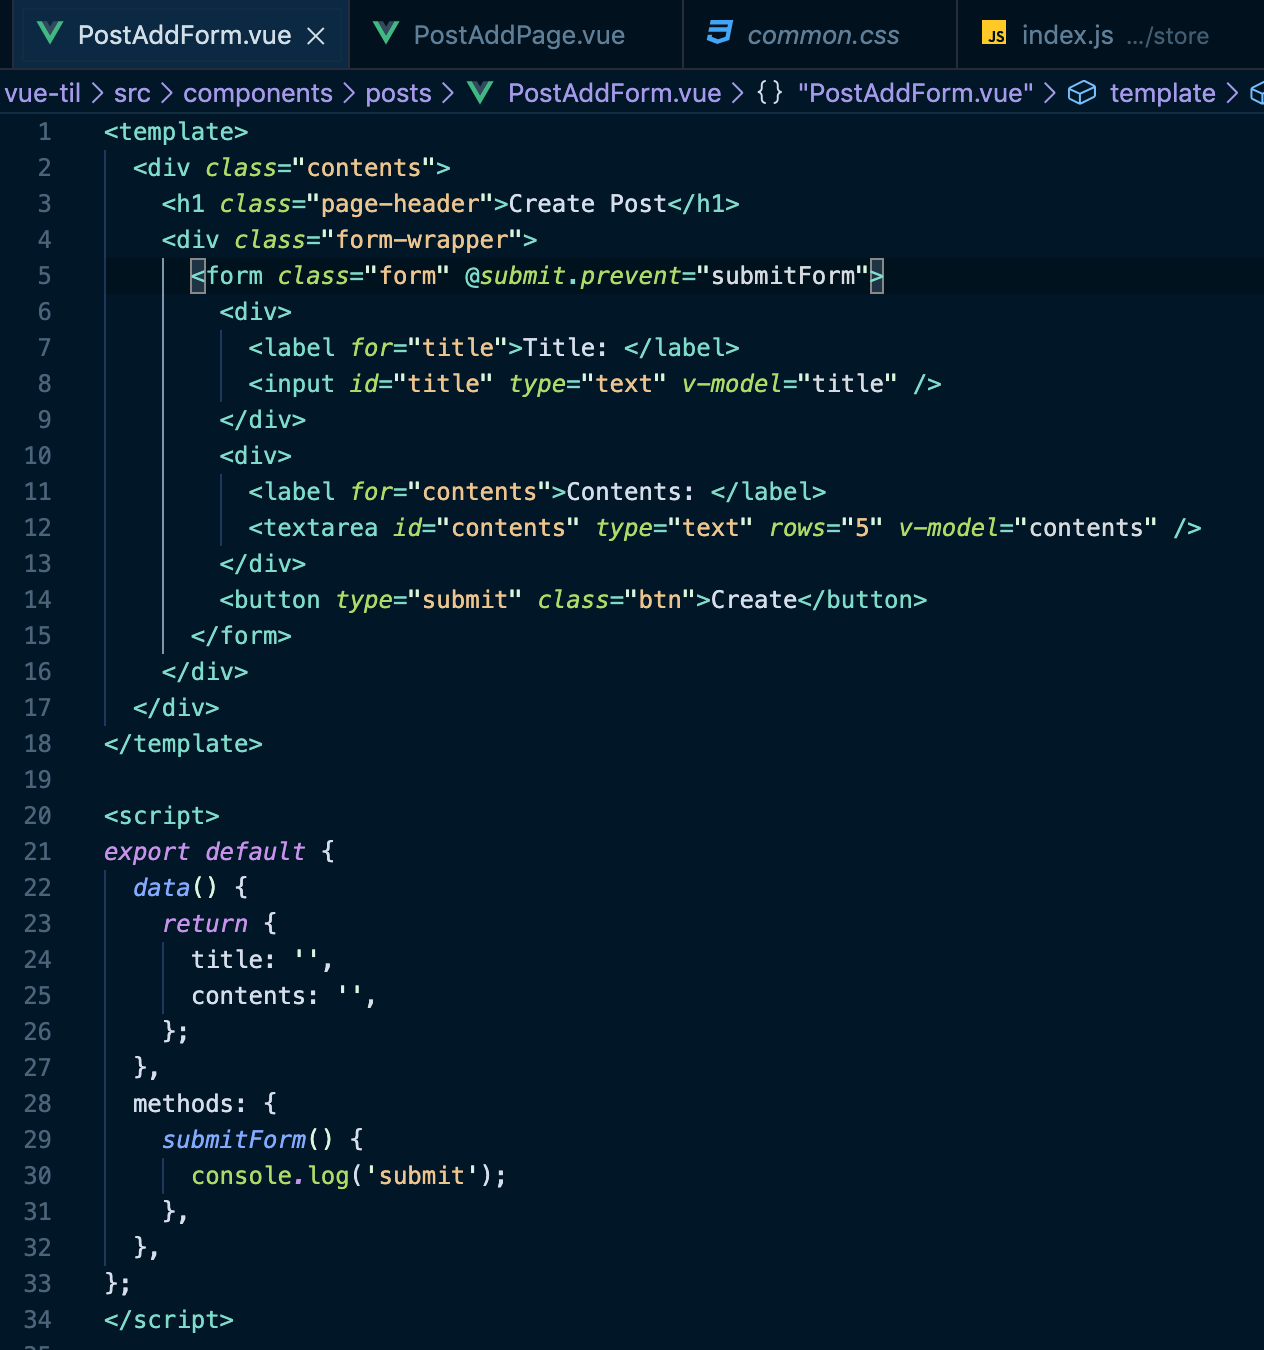 PostAddForm.vue × PostAddPage.vue common.css JS index.js .../store
vue-til > src > components > posts > PostAddForm.vue > {} "PostAddForm.vue" > template >
1 <template>
2   <div class="contents">
3     <h1 class="page-header">Create Post</h1>
4     <div class="form-wrapper">
5       <form class="form" @submit.prevent="submitForm">
6         <div>
7           <label for="title">Title: </label>
8           <input id="title" type="text" v-model="title" />
9         </div>
10         <div>
11           <label for="contents">Contents: </label>
12           <textarea id="contents" type="text" rows="5" v-model="contents" />
13         </div>
14         <button type="submit" class="btn">Create</button>
15       </form>
16     </div>
17   </div>
18 </template>
19
20 <script>
21 export default {
22   data() {
23     return {
24       title: '',
25       contents: '',
26     };
27   },
28   methods: {
29     submitForm() {
30       console.log('submit');
31     },
32   },
33 };
34 </script>